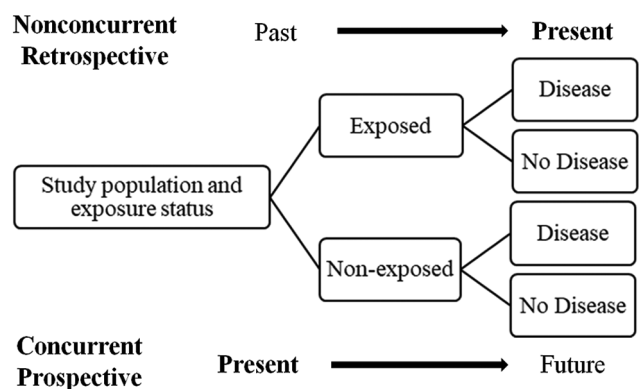 Nonconcurrent
Retrospective
Past
Present
Disease
Exposed
No Disease
Study population and
exposure status
Disease
Non-exposed
No Disease
Concurrent
Prospective
Present
Future